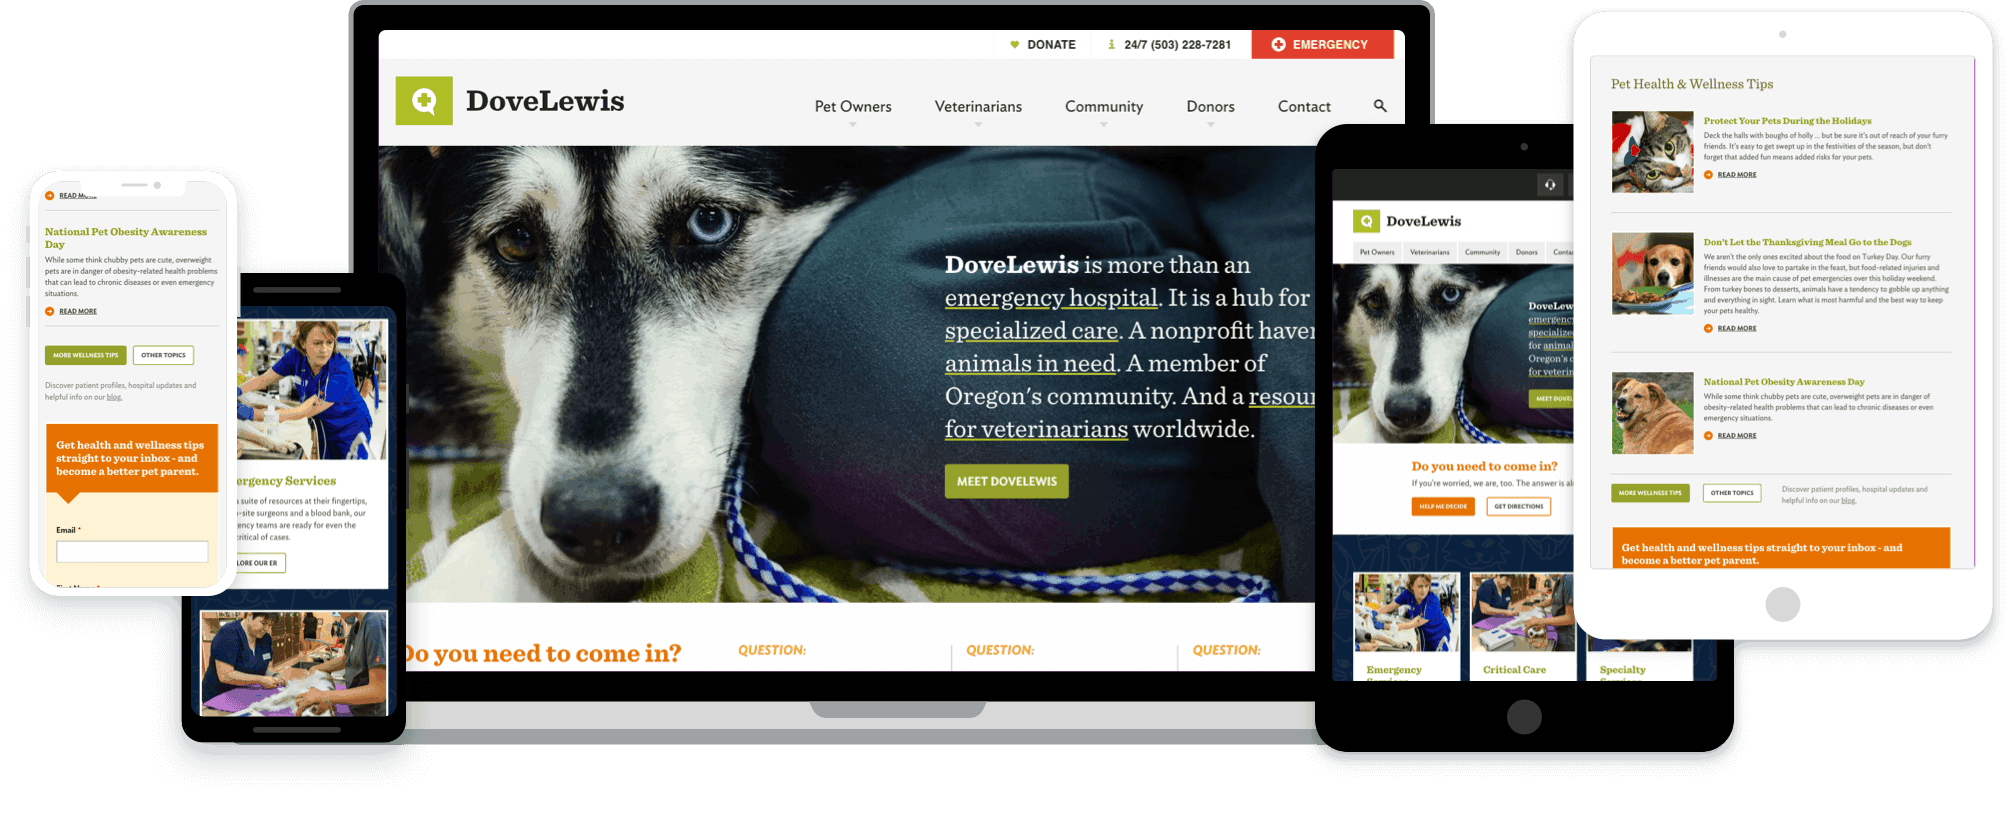 DONATE
24/7 (503) 228-7281
EMERGENCY
DoveLewis
Pet Owners
Veterinarians
Community
Donors
Contact
DoveLewis is more than an
emergency hospital. It is a hub for
specialized care. A nonprofit haven
animals in need. A member of
Oregon's community. And a resour
for veterinarians worldwide.
MEET DOVELEWIS
Do you need to come in?
QUESTION:
QUESTION:
QUESTION:
READ MORE
National Pet Obesity Awareness
Day
While some think chubby pets are cute, overweight
pets are in danger of obesity-related health problems
that can lead to chronic diseases or even emergency
situations.
READ MORE
MORE WELLNESS TIPS
OTHER TOPICS
Discover patient profiles, hospital updates and
helpful info on our blog.
Get health and wellness tips
straight to your inbox - and
become a better pet parent.
Email *
ergency Services
suite of resources at their fingertips,
-site surgeons and a blood bank, our
ency teams are ready for even the
critical of cases.
LORE OUR ER
DoveLewis
Pet Owners
Veterinarians
Community
Donors
Conta
DoveLew
emergency
specialized
for animal
Oregon's c
for veterin
MEET DOVEL
Do you need to come in?
If you're worried, we are, too. The answer is al
HELP ME DECIDE
GET DIRECTIONS
Emergency
Critical Care
Specialty
Pet Health & Wellness Tips
Protect Your Pets During the Holidays
Deck the halls with boughs of holly ... but be sure it's out of reach of your furry
friends. It's easy to get swept up in the festivities of the season, but don't
forget that added fun means added risks for your pets.
READ MORE
Don't Let the Thanksgiving Meal Go to the Dogs
We aren't the only ones excited about the food on Turkey Day. Our furry
friends would also love to partake in the feast, but food-related injuries and
illnesses are the main cause of pet emergencies over this holiday weekend.
From turkey bones to desserts, animals have a tendency to gobble up anything
and everything in sight. Learn what is most harmful and the best way to keep
your pets healthy.
READ MORE
National Pet Obesity Awareness Day
While some think chubby pets are cute, overweight pets are in danger of
obesity-related health problems that can lead to chronic diseases or even
emergency situations.
READ MORE
MORE WELLNESS TIPS
OTHER TOPICS
Discover patient profiles, hospital updates and
helpful info on our blog.
Get health and wellness tips straight to your inbox - and
become a better pet parent.